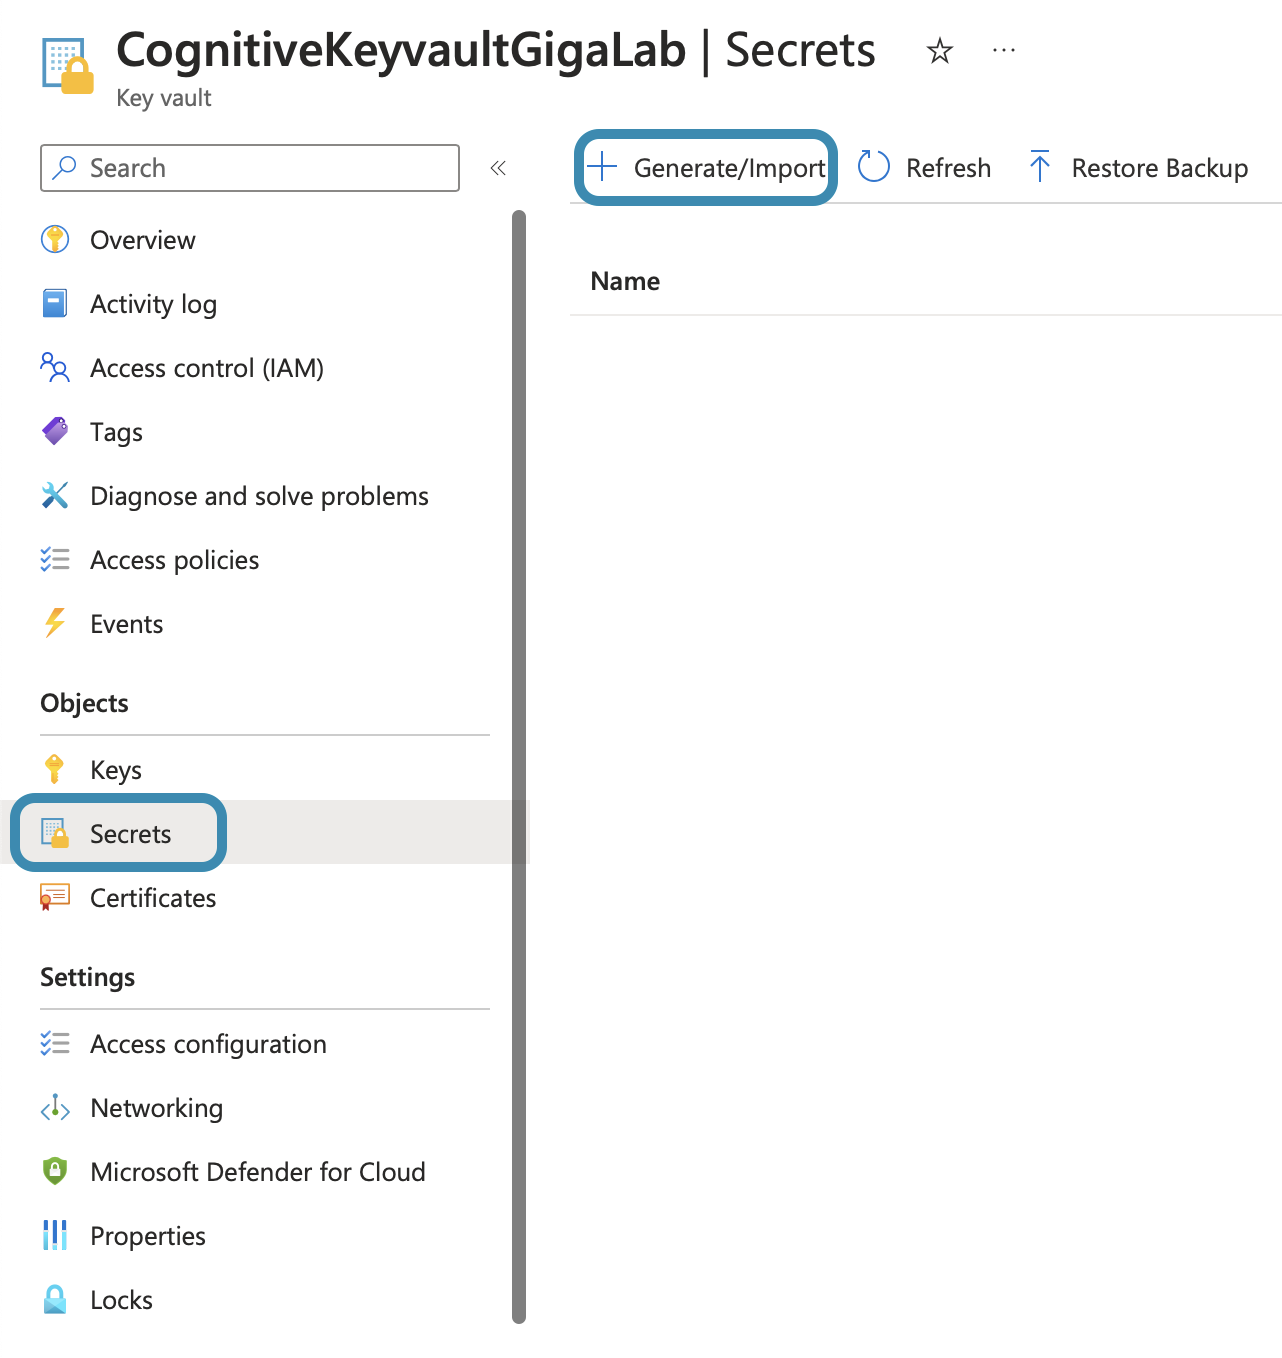 CognitiveKeyvaultGigaLab | Secrets
Key vault
Search
Generate/Import
Refresh
Restore Backup
Name
Overview
Activity log
Access control (IAM)
Tags
Diagnose and solve problems
Access policies
Events
Objects
Keys
Secrets
Certificates
Settings
Access configuration
Networking
Microsoft Defender for Cloud
Properties
Locks